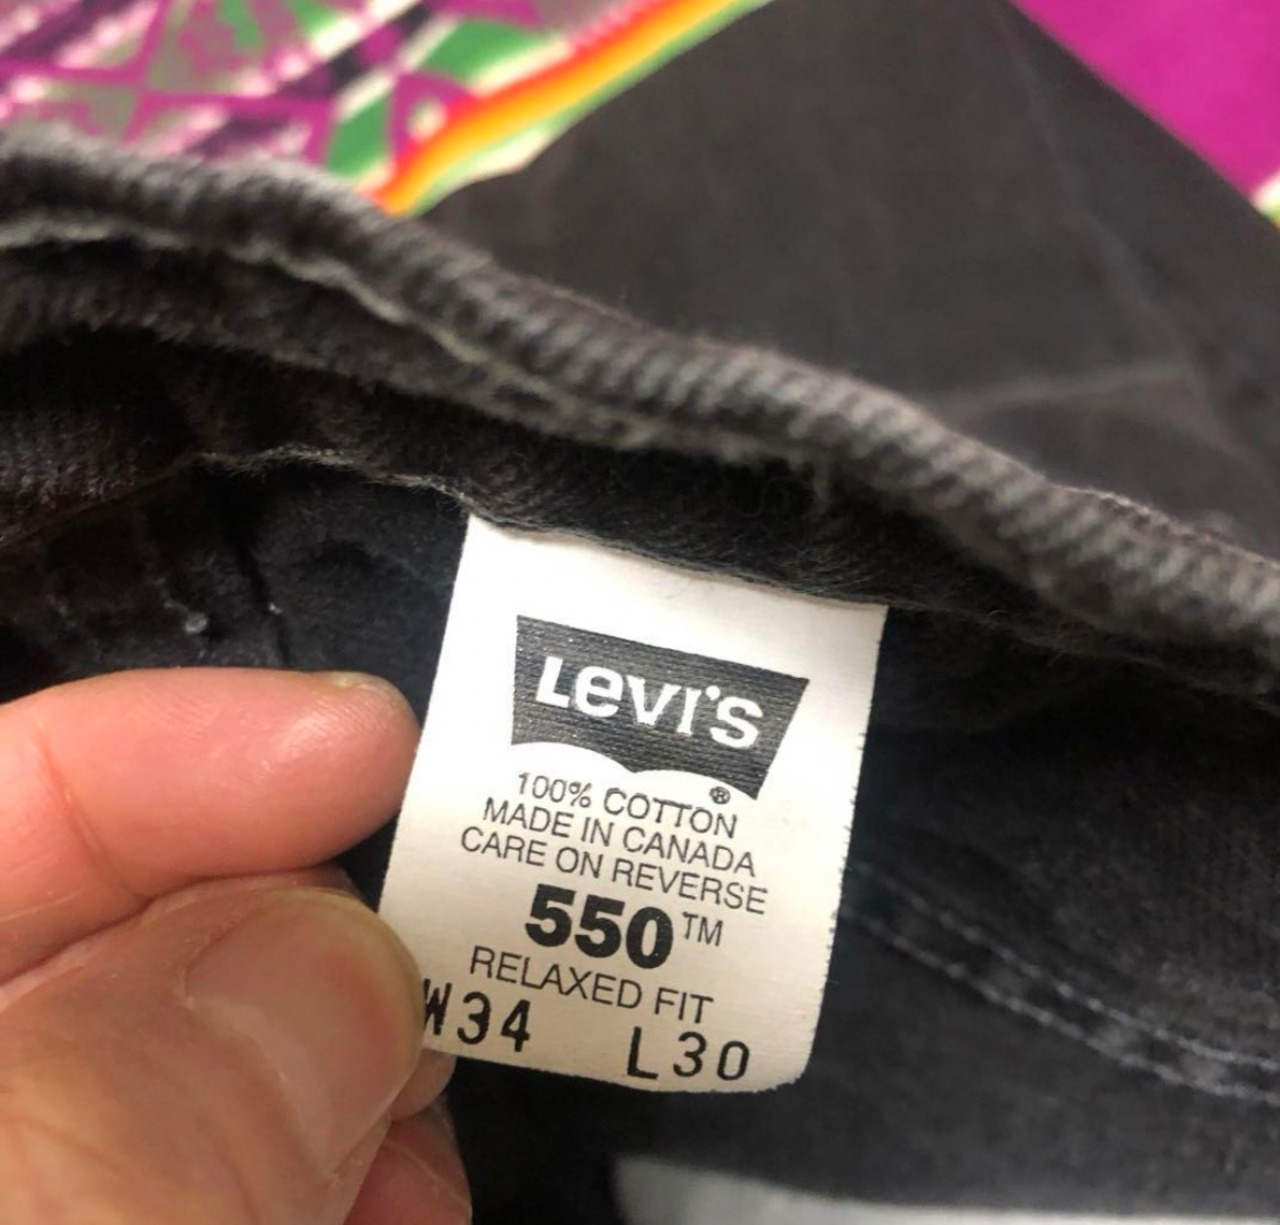 Levi's
®
100% COTTON
MADE IN CANADA
CARE ON REVERSE
550™
RELAXED FIT
W34 L30